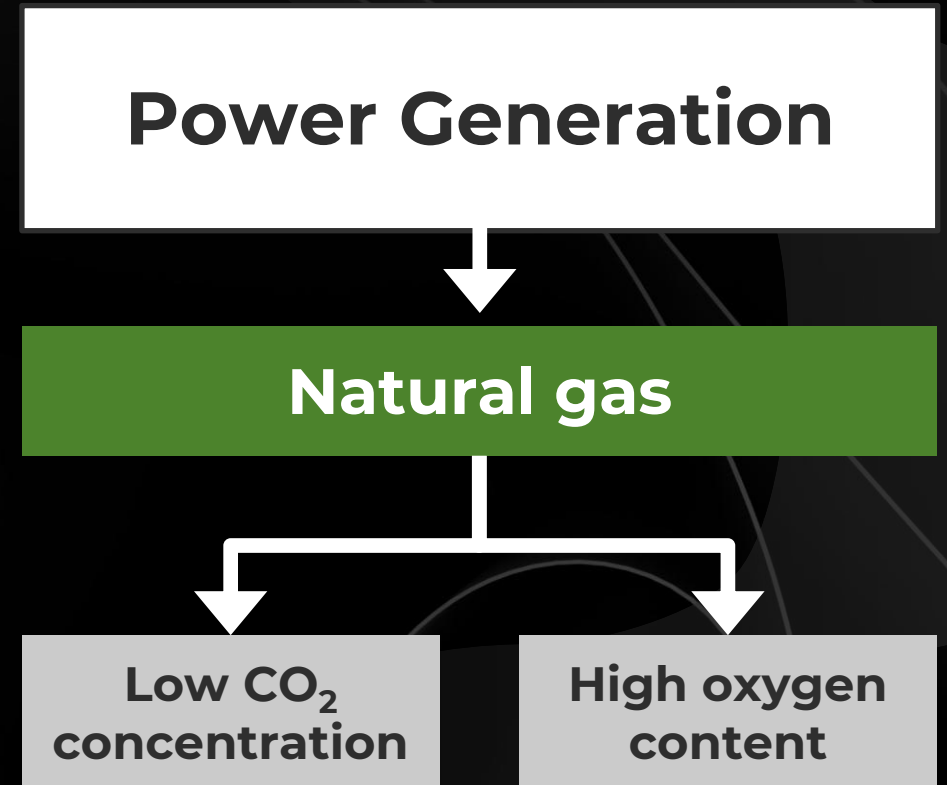 Power Generation
Natural gas
Low CO₂
concentration
High oxygen
content